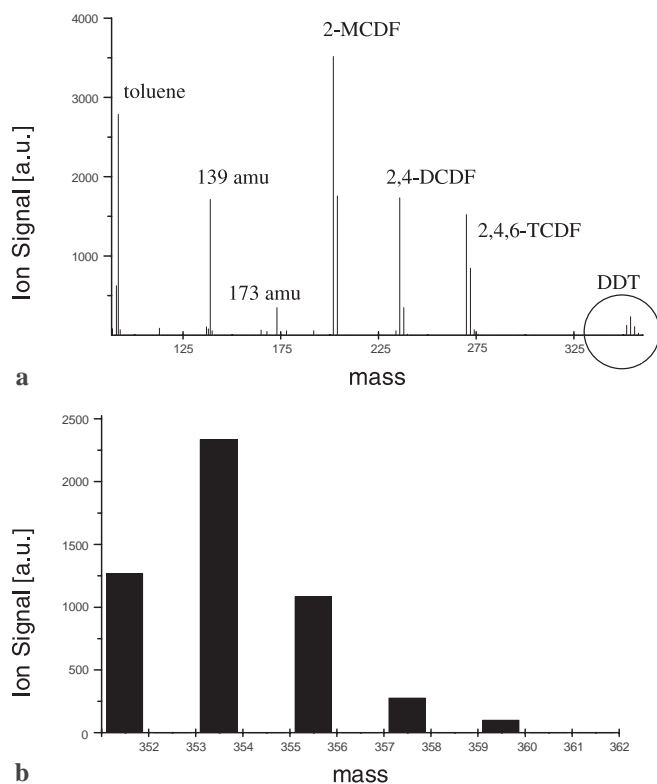 4000
3000
2000
1000
Ion Signal [a.u.]
2-MCDF
toluene
139 amu
2,4-DCDF
2,4,6-TCDF
173 amu
DDT
125 175 225 275 325
a
mass
2500
2000
1500
1000
500
0
Ion Signal [a.u.]
352 353 354 355 356 357 358 359 360 361 362
b
mass